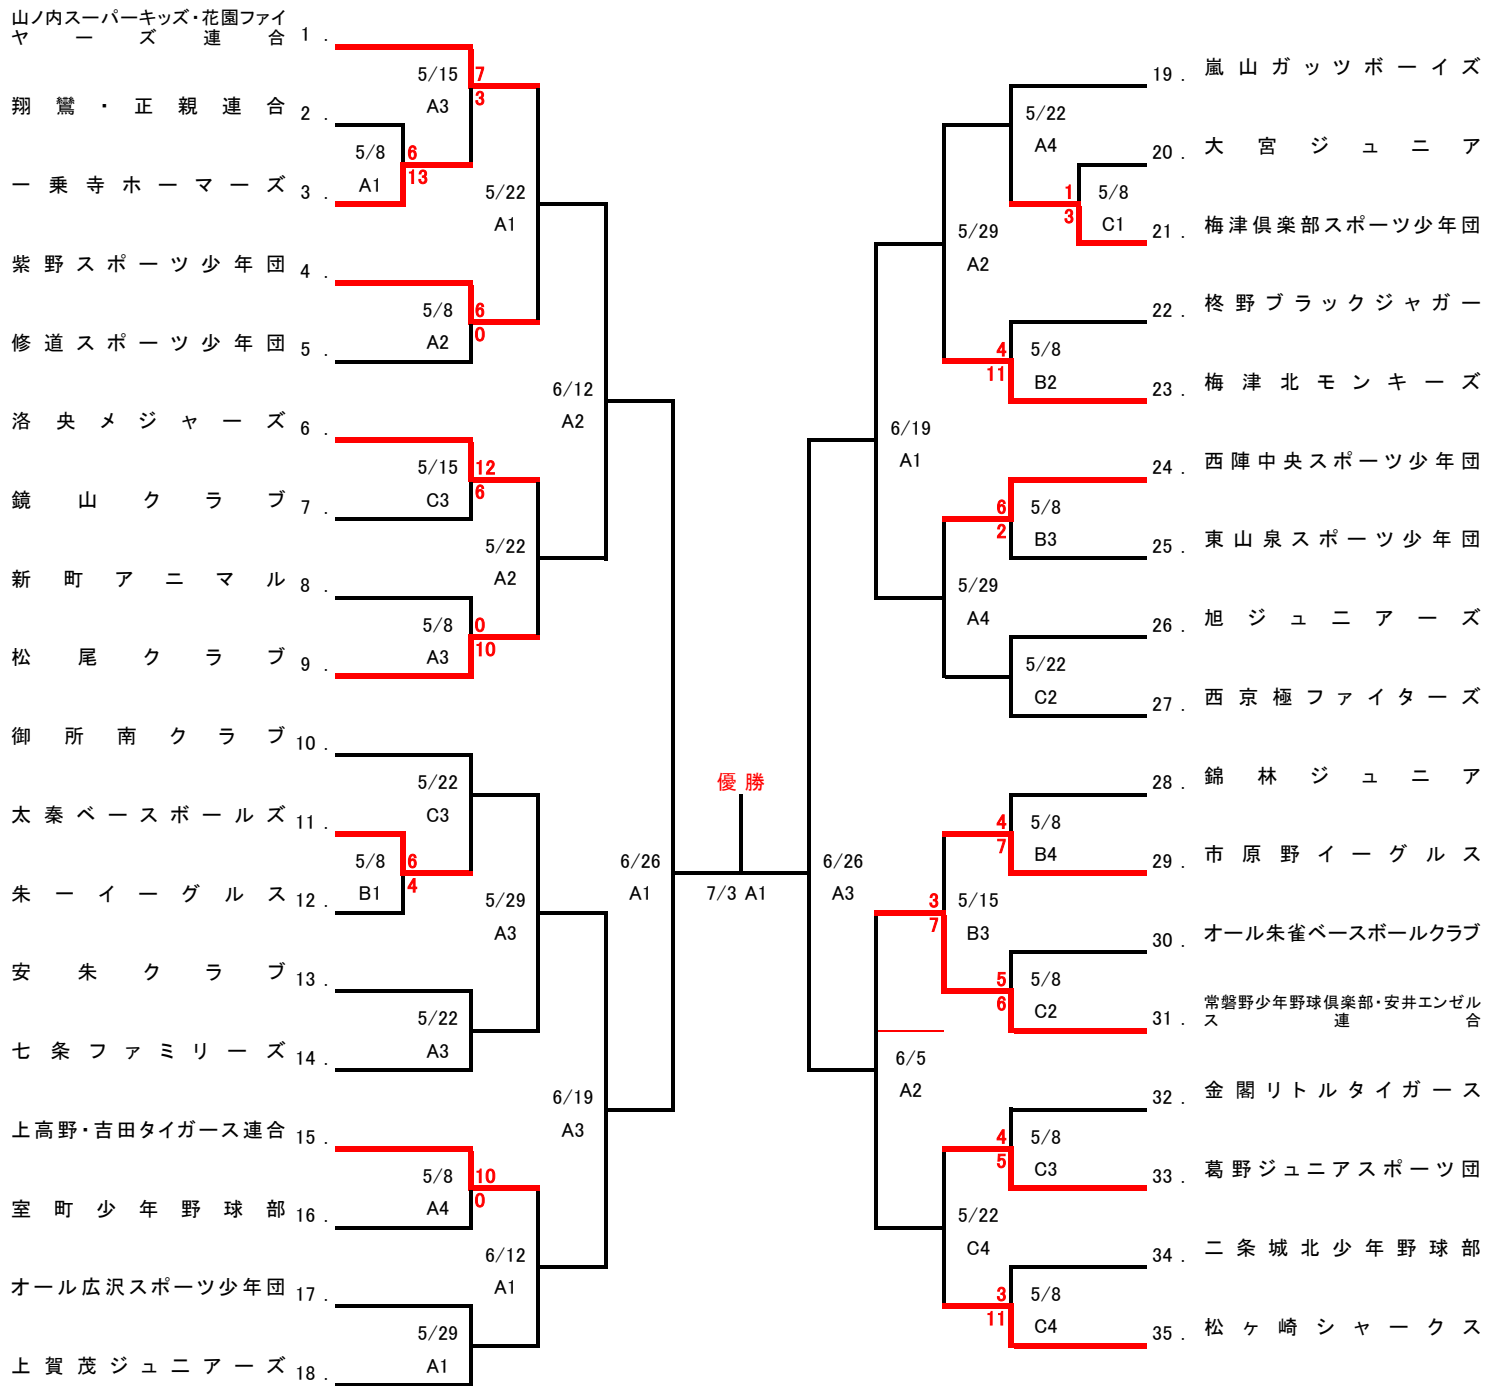 山ノ内スーパーキッズ・花園ファイ
ヤーズ連合 1 .
5/15 7
A3 3
翔鸞・正親連合 2 .
5/8 6
A1 13
一乗寺ホーマーズ 3 .
5/22
A1
紫野スポーツ少年団 4 .
5/8 6
A2 0
修道スポーツ少年団 5 .
6/12
A2
洛央メジャーズ 6 .
5/15 12
C3 6
鏡山クラブ 7 .
5/22
A2
新町アニマル 8 .
5/8 0
A3 10
松尾クラブ 9 .
御所南クラブ 10 .
5/22
C3
太秦ベースボールズ 11 .
5/8 6
B1 4
朱一イーグルス 12 .
5/29
A3
安朱クラブ 13 .
5/22
A3
七条ファミリーズ 14 .
6/19
A3
上高野・吉田タイガース連合 15 .
5/8 10
A4 0
室町少年野球部 16 .
6/12
A1
オール広沢スポーツ少年団 17 .
5/29
A1
上賀茂ジュニアーズ 18 .
6/26
A1
優勝
7/3 A1
6/26
A3
19 . 嵐山ガッツボーイズ
5/22
A4
20 . 大宮ジュニア
1 5/8
3 C1
21 . 梅津倶楽部スポーツ少年団
5/29
A2
22 . 柊野ブラックジャガー
4 5/8
11 B2
23 . 梅津北モンキーズ
6/19
A1
24 . 西陣中央スポーツ少年団
6 5/8
2 B3
25 . 東山泉スポーツ少年団
5/29
A4
26 . 旭ジュニアーズ
5/22
C2
27 . 西京極ファイターズ
28 . 錦林ジュニア
4 5/8
7 B4
29 . 市原野イーグルス
3 5/15
7 B3
30 . オール朱雀ベースボールクラブ
5 5/8
6 C2
31 . 常磐野少年野球倶楽部・安井エンゼル
ス連合
6/5
A2
32 . 金閣リトルタイガース
4 5/8
5 C3
33 . 葛野ジュニアスポーツ団
5/22
C4
34 . 二条城北少年野球部
3 5/8
11 C4
35 . 松ヶ崎シャークス